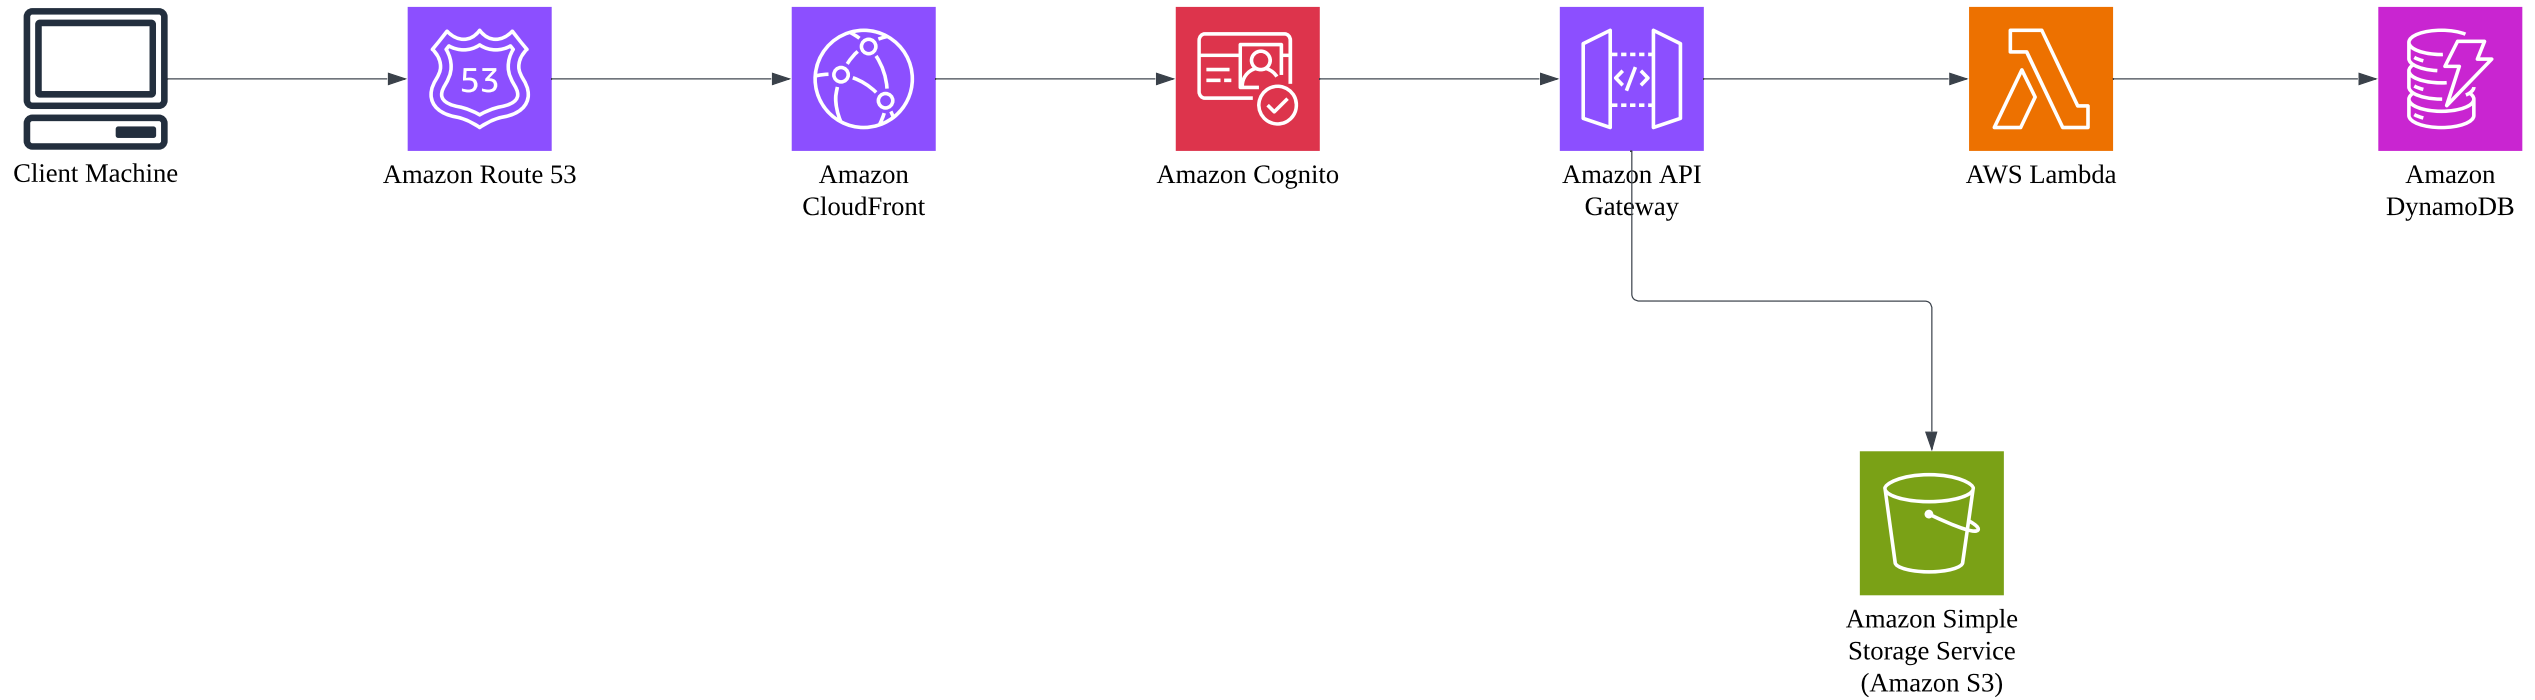 53
Client Machine
Amazon Route 53
Amazon
CloudFront
Amazon Cognito
Amazon API
Gateway
AWS Lambda
Amazon
DynamoDB
Amazon Simple
Storage Service
(Amazon S3)